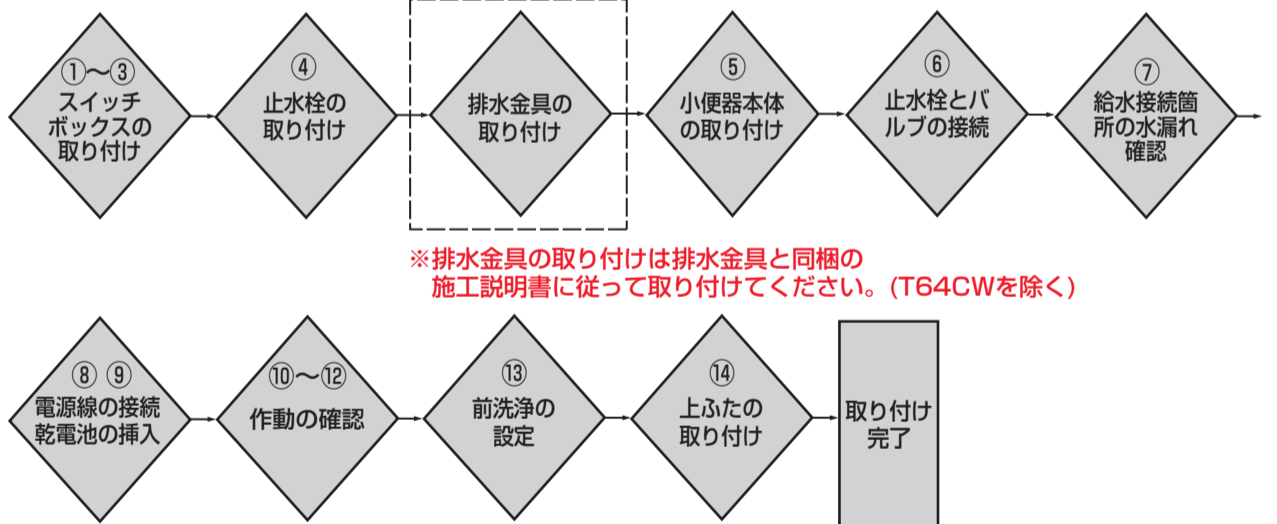 ①～③
スイッチ
ボックスの
取り付け
④
止水栓の
取り付け
排水金具の
取り付け
⑤
小便器本体
の取り付け
⑥
止水栓とバ
ルブの接続
⑦
給水接続箇
所の水漏れ
確認
※排水金具の取り付けは排水金具と同梱の
施工説明書に従って取り付けてください。(T64CWを除く)
⑧ ⑨
電源線の接続
乾電池の挿入
⑩～⑫
作動の確認
⑬
前洗浄の
設定
⑭
上ふたの
取り付け
取り付け
完了